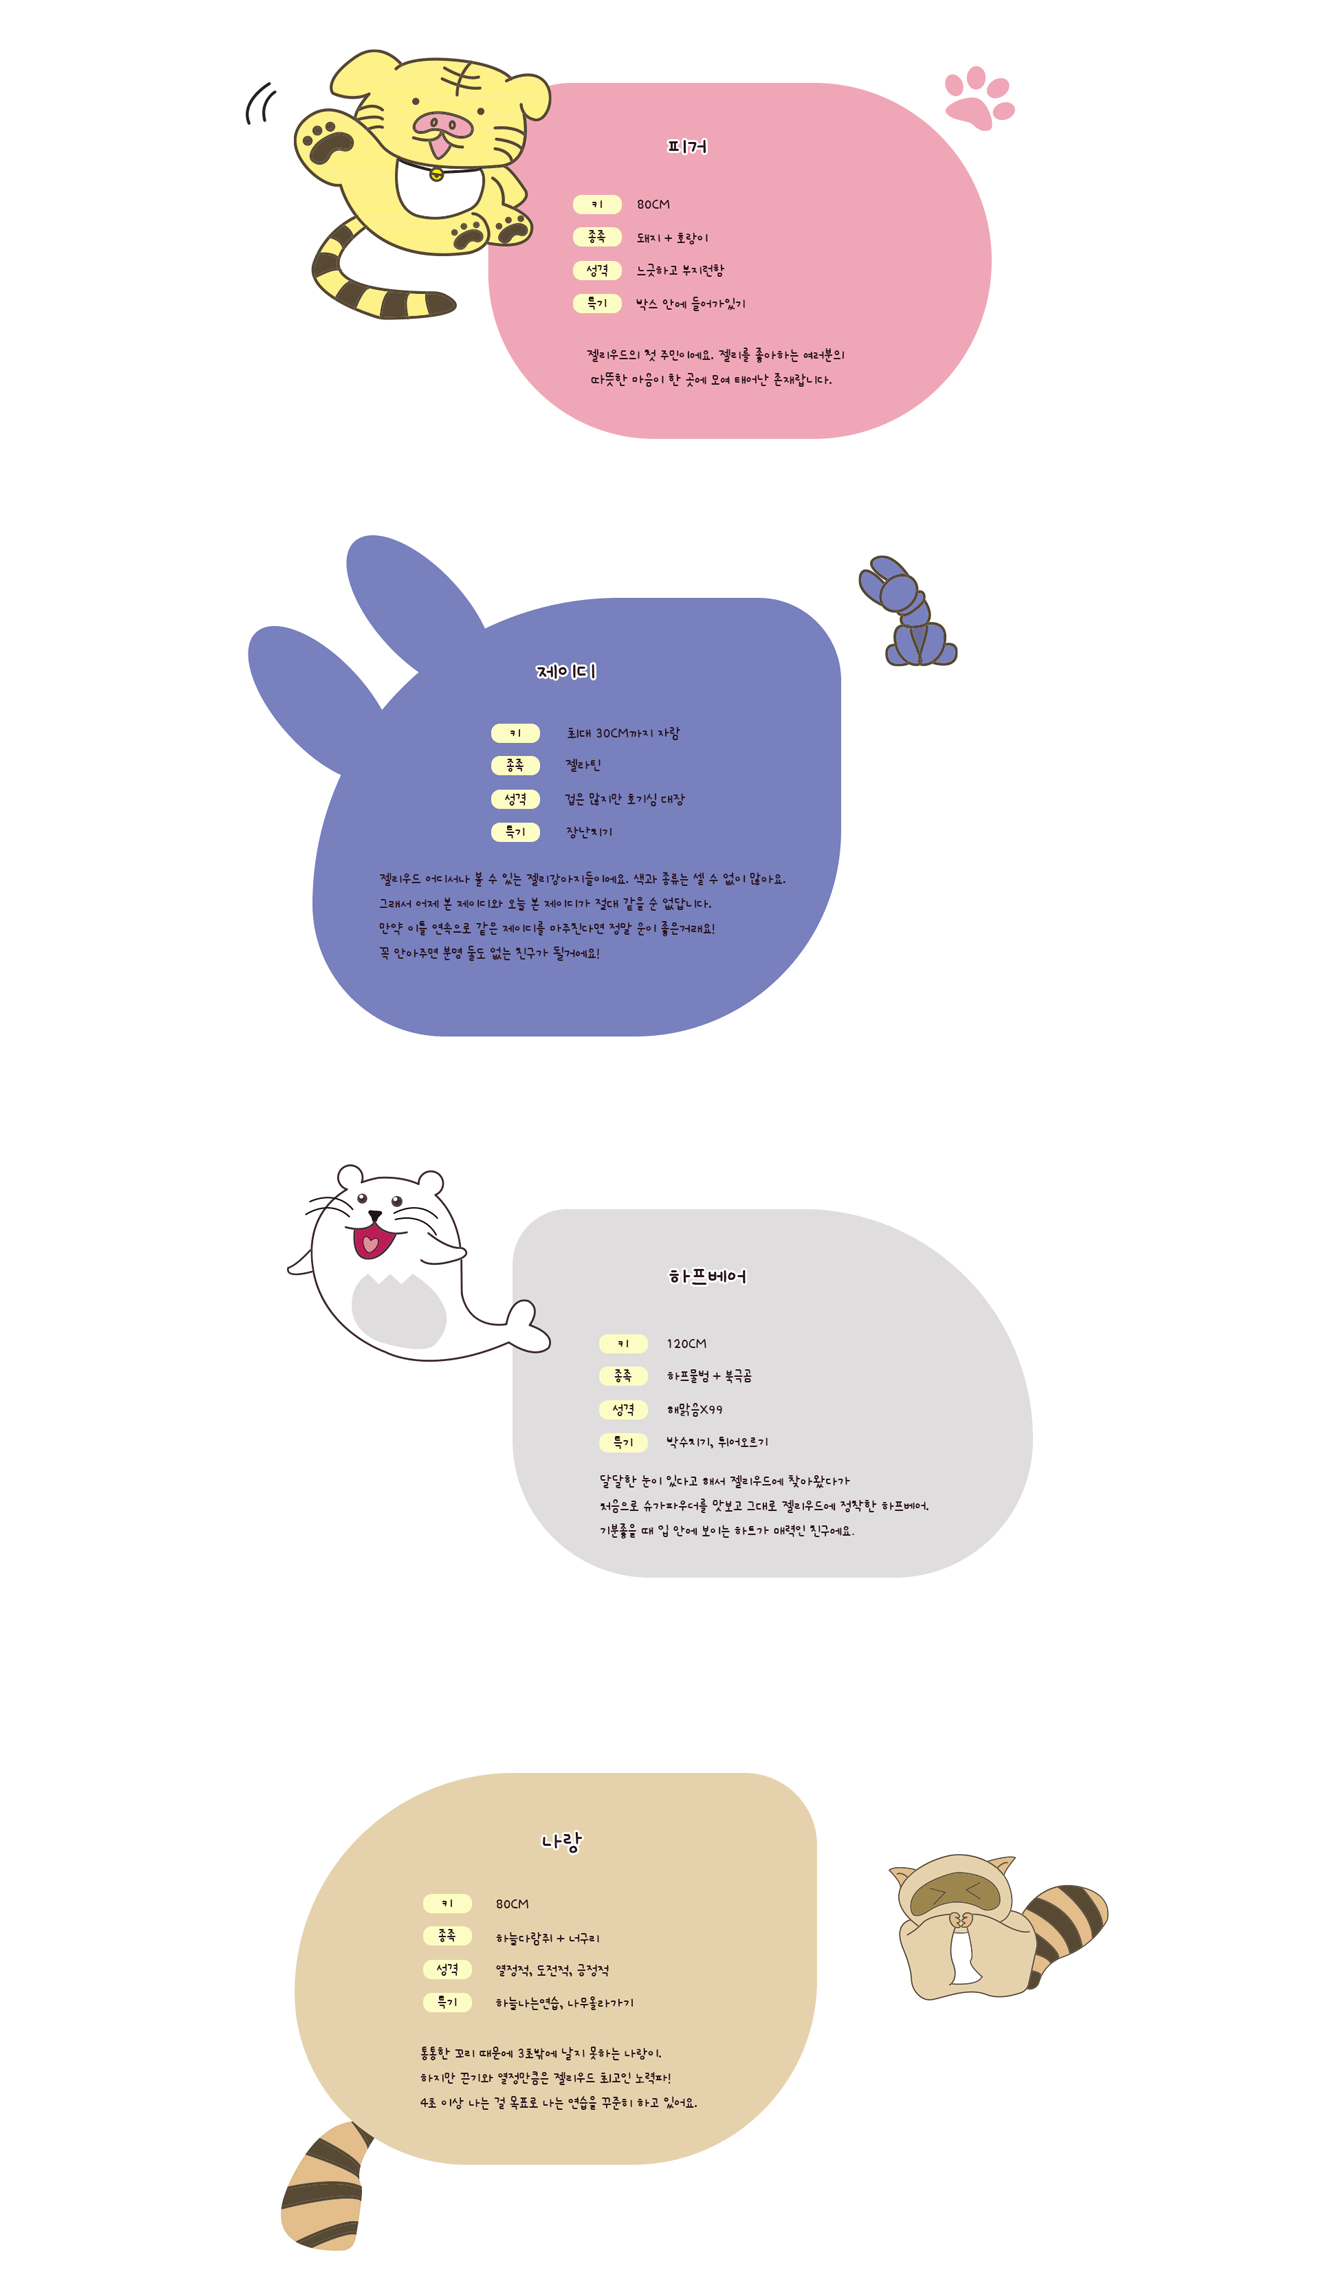 피거
키 80CM
종족 돼지 + 호랑이
성격 느긋하고 부지런함
특기 박스 안에 들어가있기
젤리우드의 첫 주민이에요. 젤리를 좋아하는 여러분의
따뜻한 마음이 한 곳에 모여 태어난 존재랍니다.
제이디
키 최대 30CM까지 자람
종족 젤라틴
성격 겁은 많지만 호기심 대장
특기 장난치기
젤리우드 어디서나 볼 수 있는 젤리강아지들이에요. 색과 종류는 셀 수 없이 많아요.
그래서 어제 본 제이디와 오늘 본 제이디가 절대 같을 순 없답니다.
만약 이틀 연속으로 같은 제이디를 마주친다면 정말 운이 좋은거래요!
꼭 안아주면 분명 둘도 없는 친구가 될거에요!
하프베어
키 120CM
종족 하프물범 + 북극곰
성격 해맑음X99
특기 박수치기, 튀어오르기
달달한 눈이 있다고 해서 젤리우드에 찾아왔다가
처음으로 슈가파우더를 맛보고 그대로 젤리우드에 정착한 하프베어.
기분좋을 때 입 안에 보이는 하트가 매력인 친구에요.
나랑
키 80CM
종족 하늘다람쥐 + 너구리
성격 열정적, 도전적, 긍정적
특기 하늘나는연습, 나무올라가기
통통한 꼬리 때문에 3초밖에 날지 못하는 나랑이.
하지만 끈기와 열정만큼은 젤리우드 최고인 노력파!
4초 이상 나는 걸 목표로 나는 연습을 꾸준히 하고 있어요.